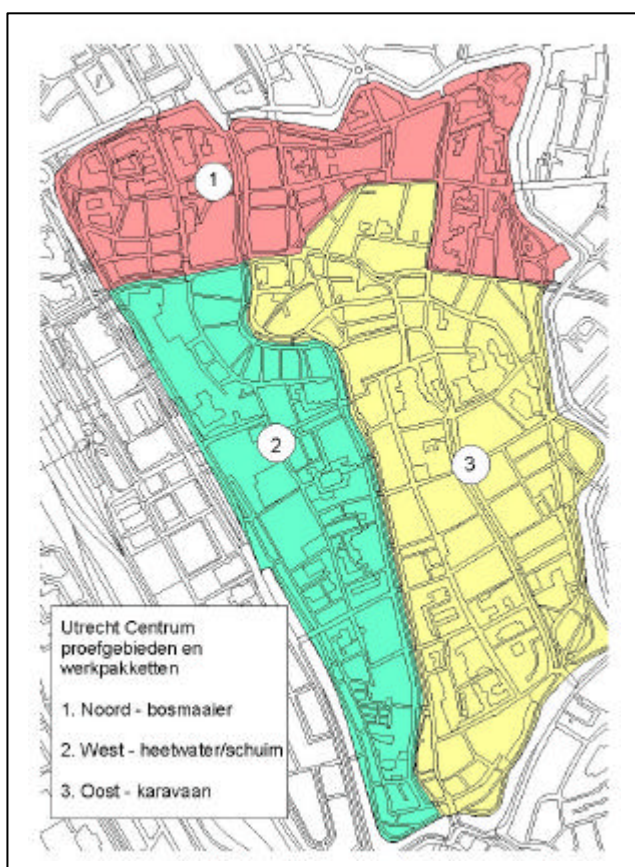 1
2
3
Utrecht Centrum
proefgebieden en
werkpakketten
1. Noord - bosmaaier
2. West - heetwater/schuim
3. Oost - karavaan